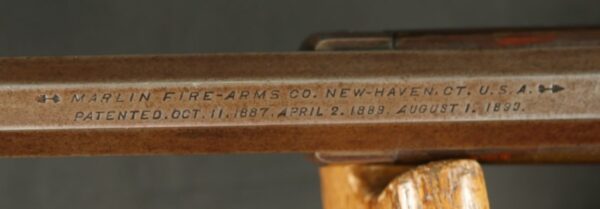 MARLIN FIRE-ARMS CO. NEW-HAVEN. CT. U. S. A.
PATENTED. OCT. 11. 1887. APRIL 2. 1889. AUGUST 1. 1893.